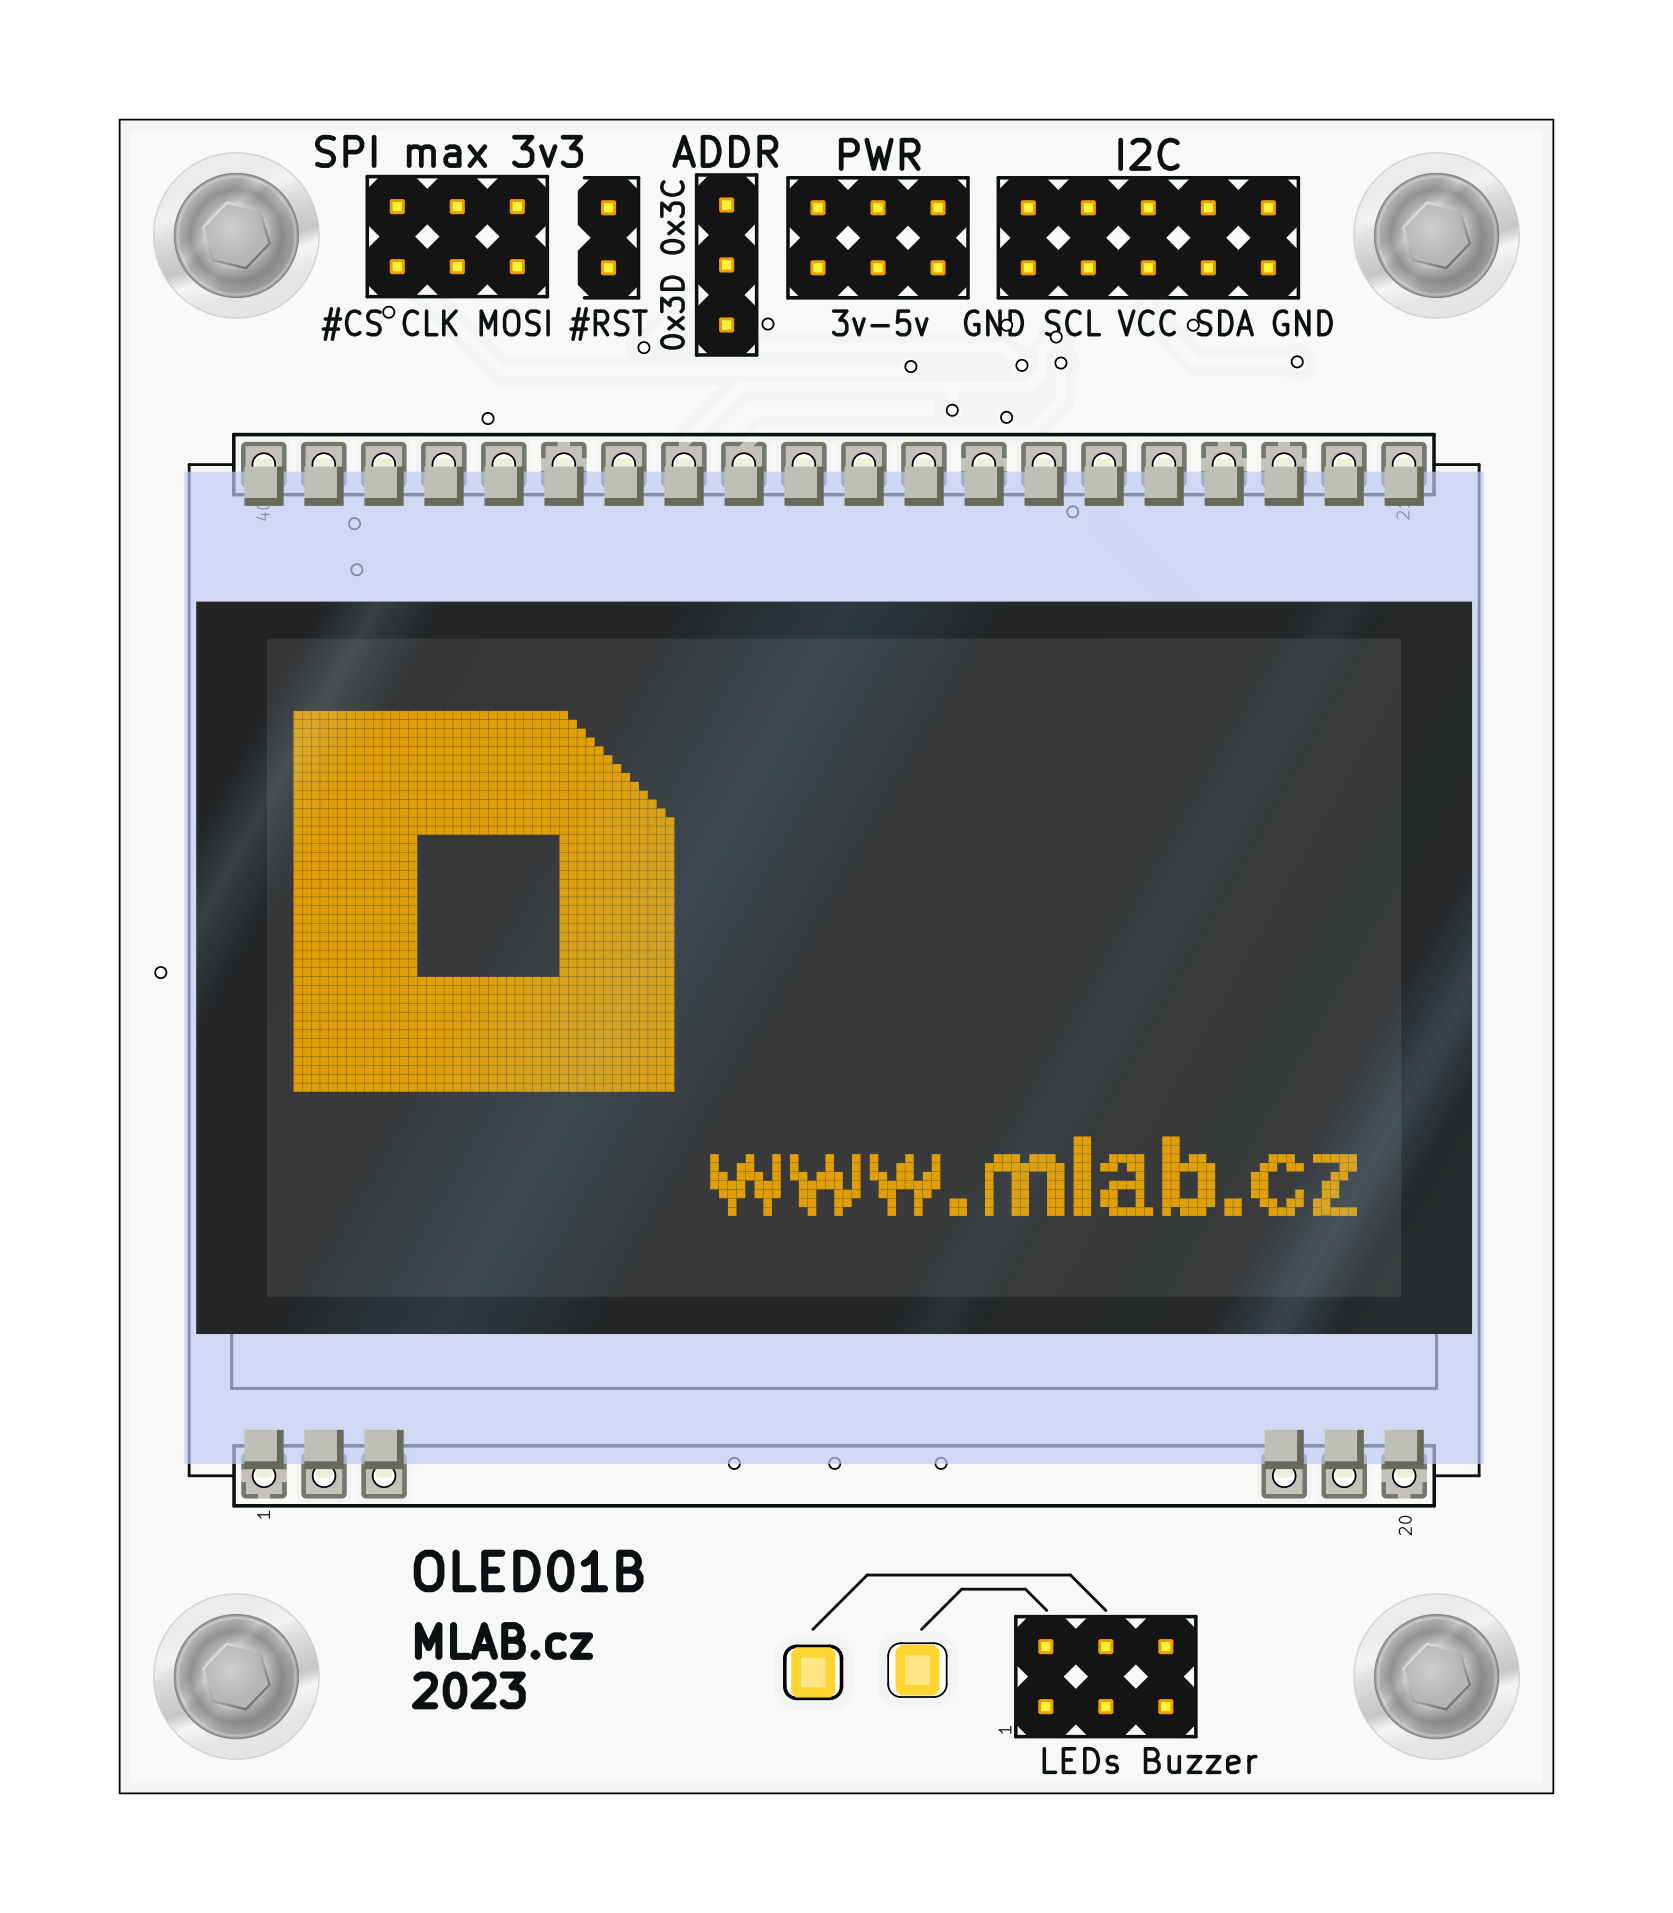 SPI max 3v3 ADDR PWR I2C
0x3D 0x3C
#CS CLK MOSI #RST 3v-5v GND SCL VCC SDA GND
40
www.mlab.cz
1 20
OLED01B
MLAB.cz
2023
1
LEDs Buzzer